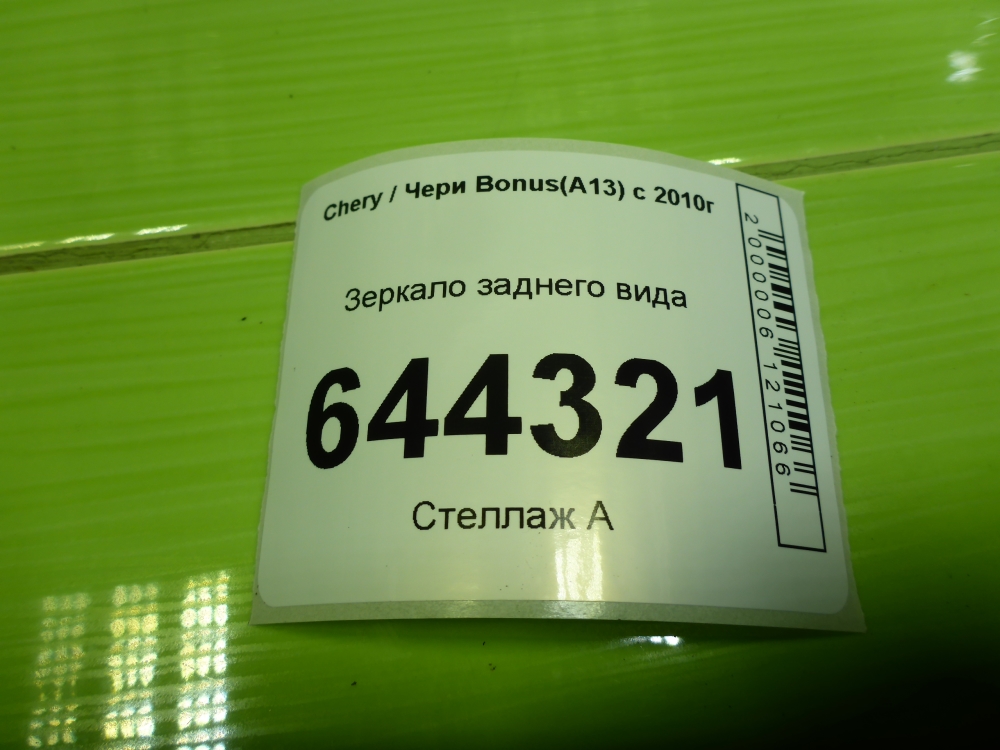 Chery / Чери Bonus(A13) с 2010г
Зеркало заднего вида
644321
Стеллаж А
2000006121066